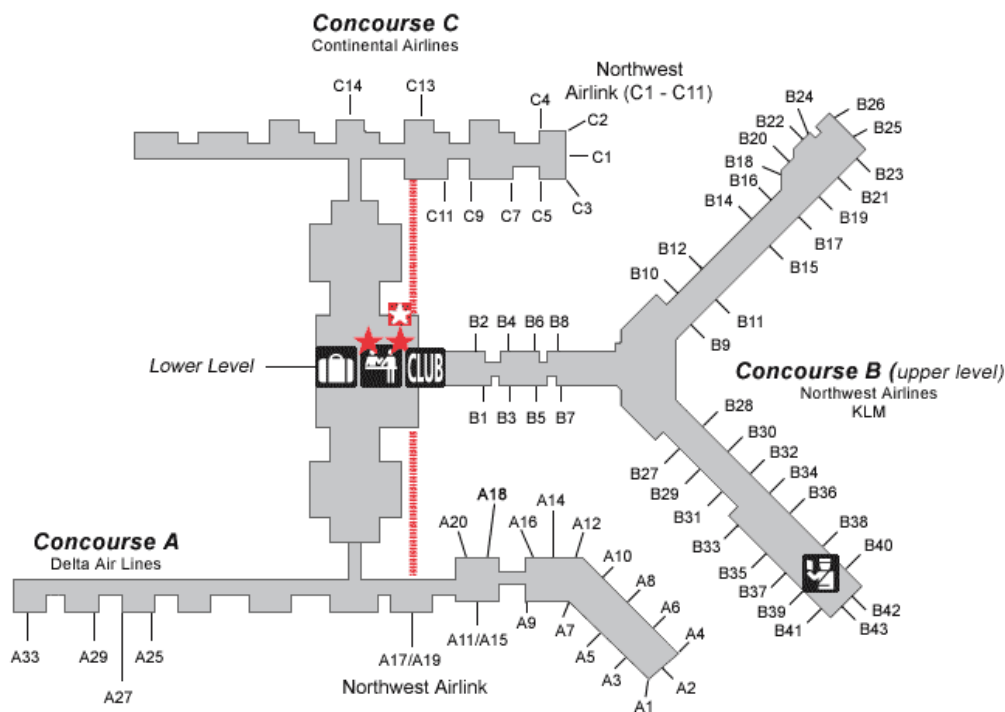 Concourse C
Continental Airlines
C14
C13
Northwest
Airlink (C1 - C11)
C4
C2
C1
C3
C11
C9
C7
C5
B24
B26
B22
B25
B20
B18
B23
B16
B21
B14
B19
B17
B12
B15
B10
B11
B9
B2
B4
B6
B8
Lower Level
CLUB
Concourse B (upper level)
Northwest Airlines
KLM
B1
B3
B5
B7
B28
B30
B32
B34
B36
B27
B29
B31
B33
B35
B37
B39
B41
B38
B40
B42
B43
Concourse A
Delta Air Lines
A20
A18
A16
A14
A12
A10
A8
A6
A4
A2
A1
A3
A5
A7
A9
A11/A15
A17/A19
Northwest Airlink
A33
A29
A27
A25